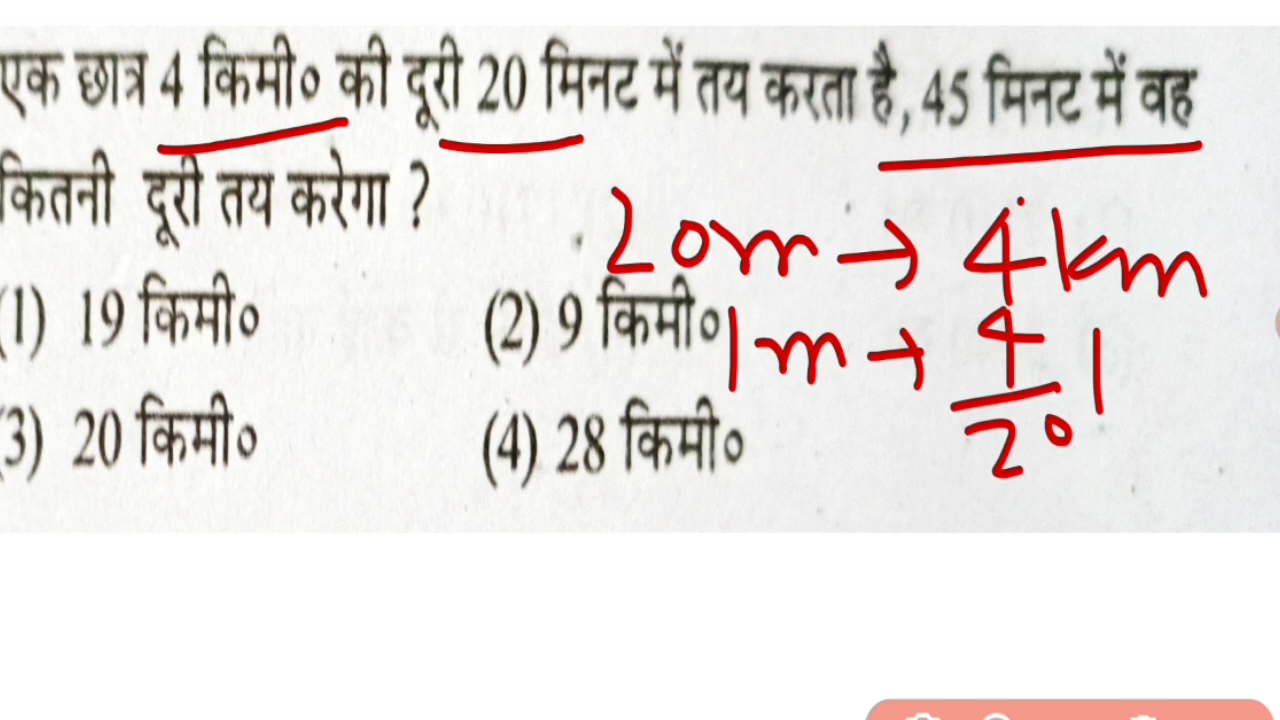 एक छात्र 4 किमी० की दूरी 20 मिनट में तय करता है, 45 मिनट में वह
कितनी दूरी तय करेगा ?
20m → 4km
(1) 19 किमी० (2) 9 किमी०
1m → 4/20
(3) 20 किमी० (4) 28 किमी०